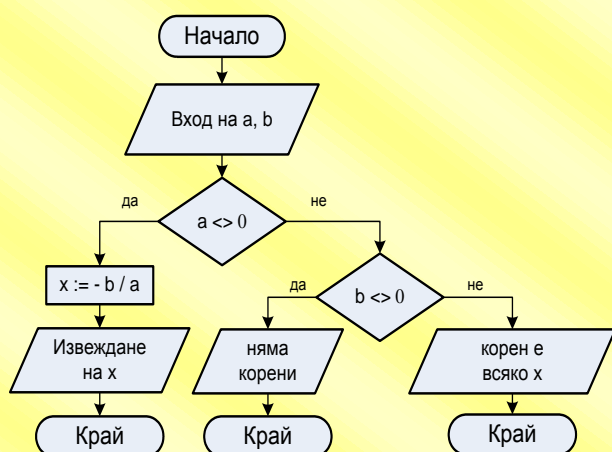 Начало
Вход на a, b
да
a <> 0
не
x := - b / a
да
b <> 0
не
Извеждане
на x
няма
корени
корен е
всяко x
Край
Край
Край